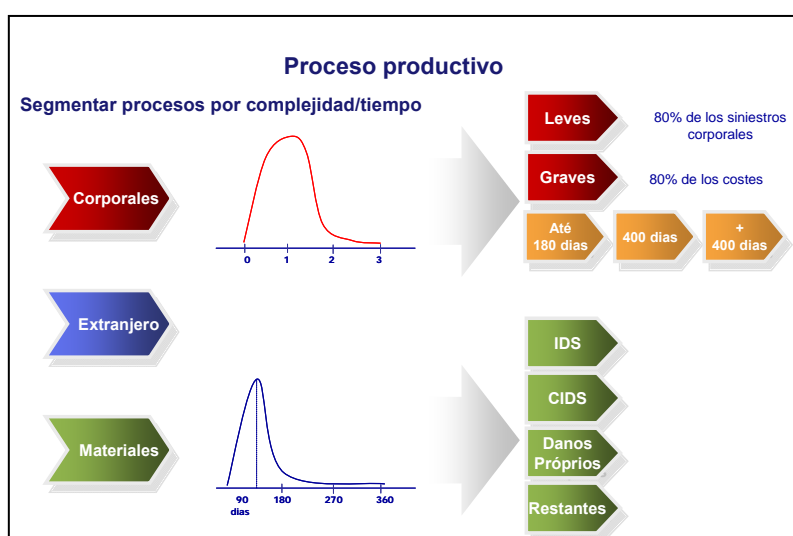 Proceso productivo
Segmentar procesos por complejidad/tiempo
Corporales
0 1 2 3
Leves
80% de los siniestros
corporales
Graves
80% de los costes
Até
180 dias
400 dias
+
400 dias
Extranjero
Materiales
90 180 270 360
dias
IDS
CIDS
Danos
Próprios
Restantes